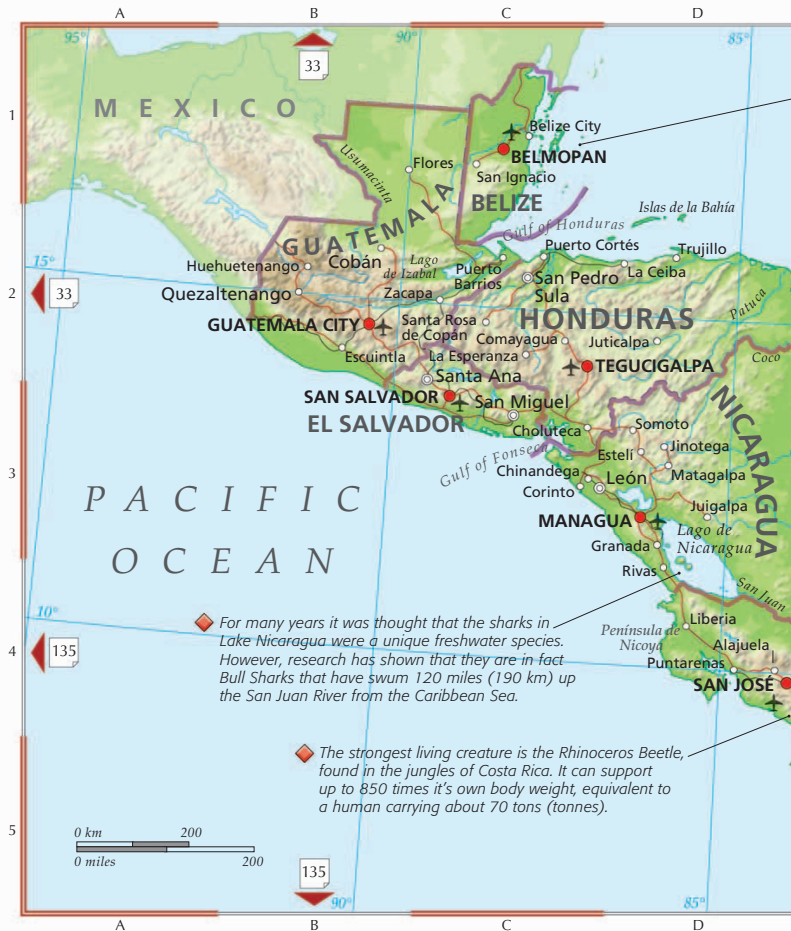 A B C D
95° 90° 85°
33
1
MEXICO
Belize City
BELMOPAN
Usumacinta
Flores
San Ignacio
BELIZE
GUATEMALA
Islas de la Bahía
Gulf of Honduras
Puerto Cortés
Trujillo
15°
Huehuetenango
Cobán
Lago
de Izabal
Puerto
Barrios
San Pedro
Sula
La Ceiba
2
33
Quezaltenango
Zacapa
Patuca
GUATEMALA CITY
Santa Rosa
de Copán
HONDURAS
Comayagua
Juticalpa
Escuintla
La Esperanza
Coco
TEGUCIGALPA
Santa Ana
SAN SALVADOR
San Miguel
NICARAGUA
EL SALVADOR
Choluteca
Somoto
Gulf of Fonseca
Estelí
Jinotega
3
Chinandega
León
Matagalpa
Corinto
PACIFIC
OCEAN
MANAGUA
Juigalpa
Granada
Lago de
Nicaragua
Rivas
San Juan
10°
For many years it was thought that the sharks in
Lake Nicaragua were a unique freshwater species.
However, research has shown that they are in fact
Bull Sharks that have swum 120 miles (190 km) up
the San Juan River from the Caribbean Sea.
Liberia
Península de
Nicoya
Alajuela
4
135
Puntarenas
SAN JOSÉ
The strongest living creature is the Rhinoceros Beetle,
found in the jungles of Costa Rica. It can support
up to 850 times it's own body weight, equivalent to
a human carrying about 70 tons (tonnes).
5
0 km 200
0 miles 200
135
90° 85°
A B C D